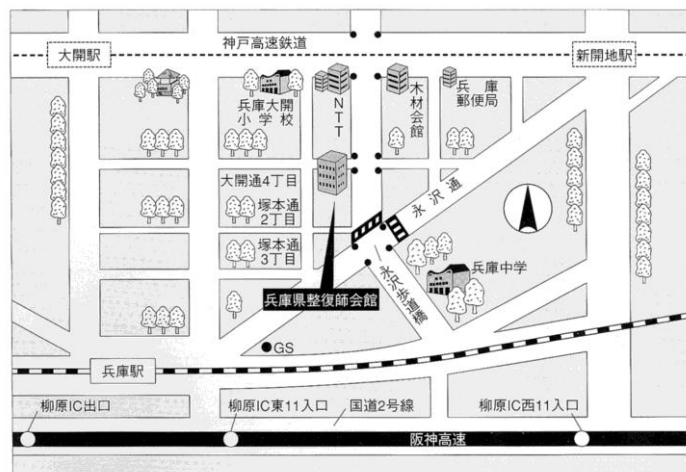 神戸高速鉄道
大開駅
新開地駅
兵庫大開
小学校
NTT
木材会館
兵庫
郵便局
大開通4丁目
塚本通
2丁目
塚本通
3丁目
永沢通
兵庫中学
永沢歩道橋
兵庫県整復師会館
GS
兵庫駅
柳原IC出口
柳原IC東11入口
国道2号線
柳原IC西11入口
阪神高速